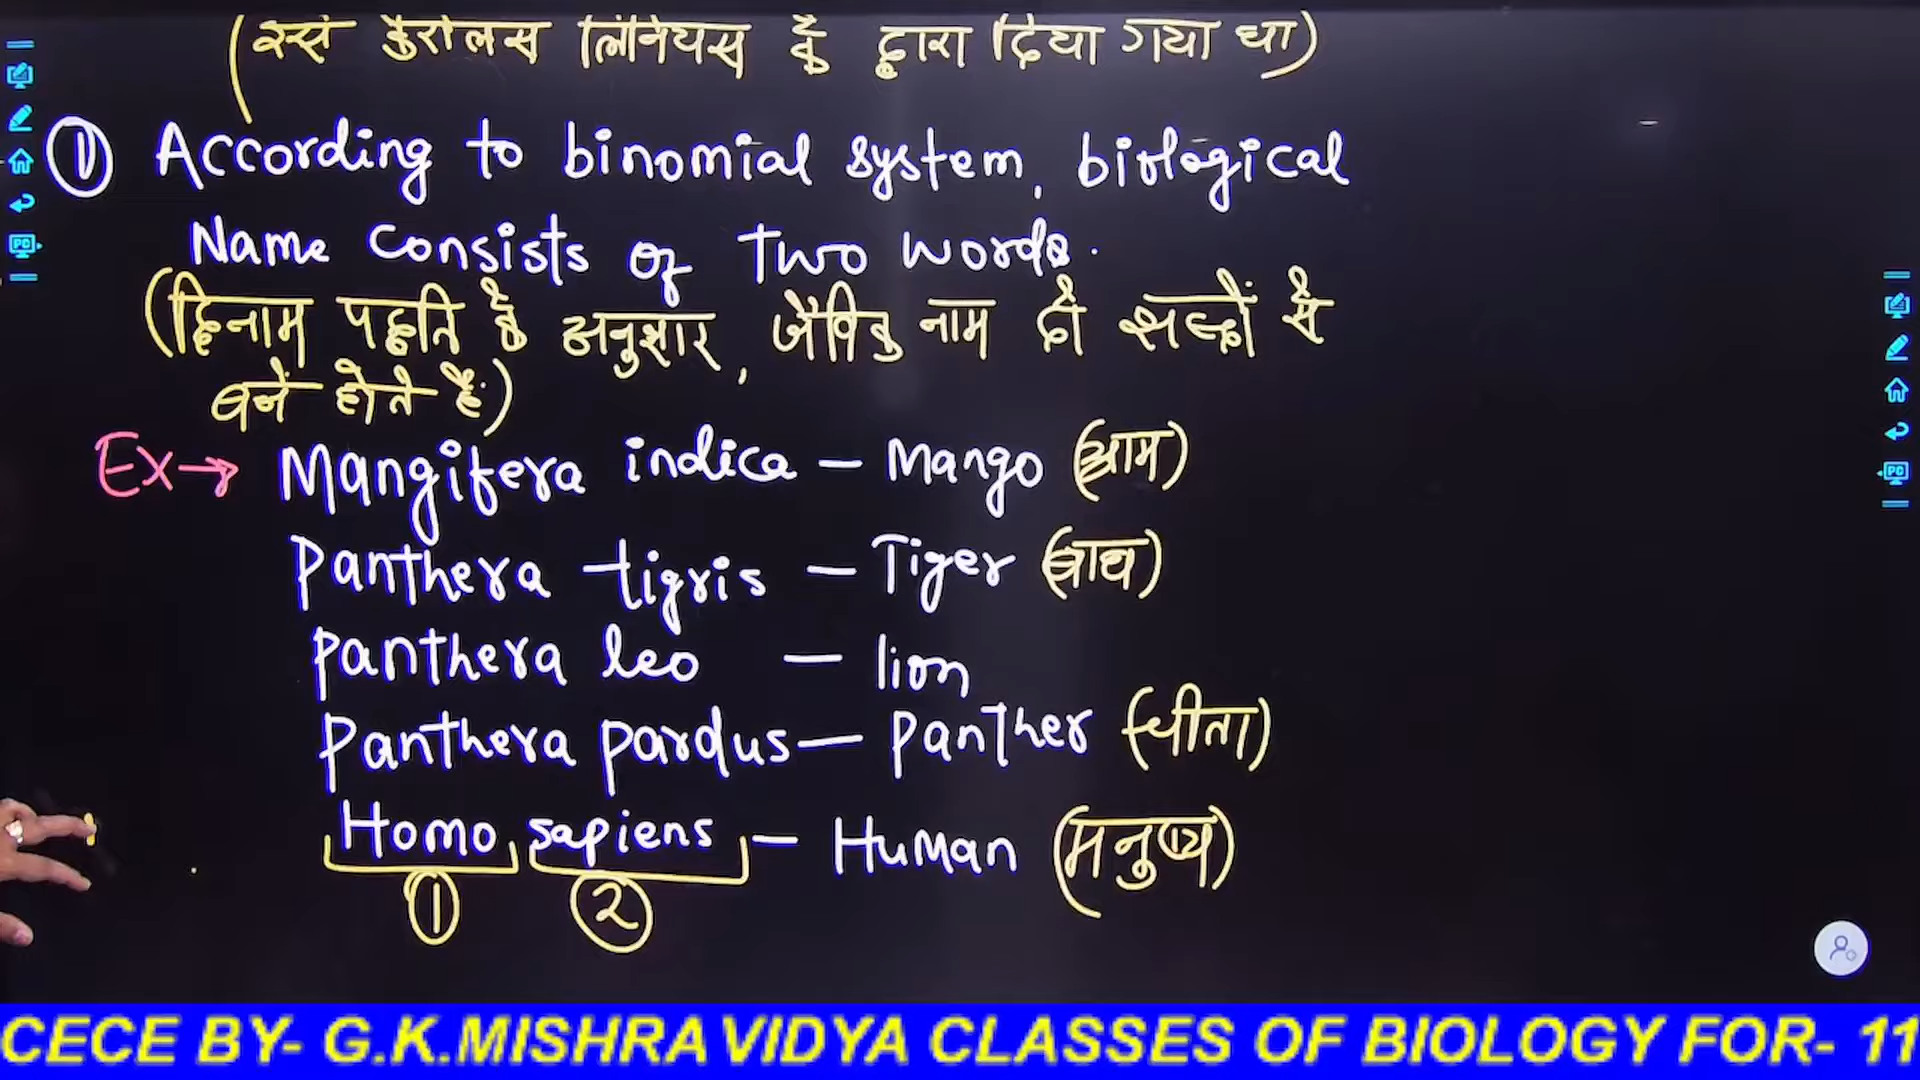 (इसे कैरोलस लिनियस के द्वारा दिया गया था)
① According to binomial system, biological
Name consists of Two words.
(द्विनाम पद्धति के अनुसार, जैविक नाम दो शब्दों से
बने होते हैं)
Ex→ Mangifera indica – Mango (आम)
Panthera tigris – Tiger (बाघ)
Panthera leo – lion
Panthera pardus – Panther (चीता)
Homo sapiens – Human (मनुष्य)
① ②
CECE BY- G.K.MISHRA VIDYA CLASSES OF BIOLOGY FOR- 11